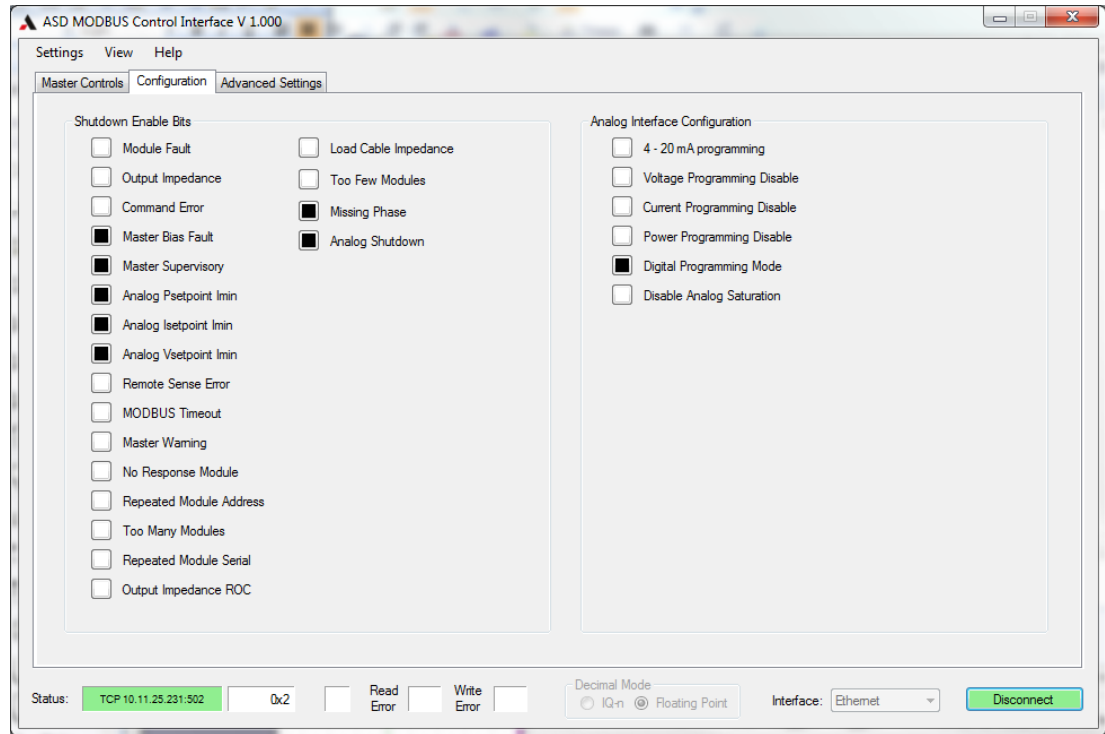 ASD MODBUS Control Interface V 1.000
Settings View Help
Master Controls Configuration Advanced Settings
Shutdown Enable Bits
Module Fault
Output Impedance
Command Error
Master Bias Fault
Master Supervisory
Analog Psetpoint Imin
Analog Isetpoint Imin
Analog Vsetpoint Imin
Remote Sense Error
MODBUS Timeout
Master Warning
No Response Module
Repeated Module Address
Too Many Modules
Repeated Module Serial
Output Impedance ROC
Load Cable Impedance
Too Few Modules
Missing Phase
Analog Shutdown
Analog Interface Configuration
4 - 20 mA programming
Voltage Programming Disable
Current Programming Disable
Power Programming Disable
Digital Programming Mode
Disable Analog Saturation
Status: TCP 10.11.25.231:502 0x2
Read
Error
Write
Error
Decimal Mode
IQ-n Floating Point
Interface: Ethernet
Disconnect